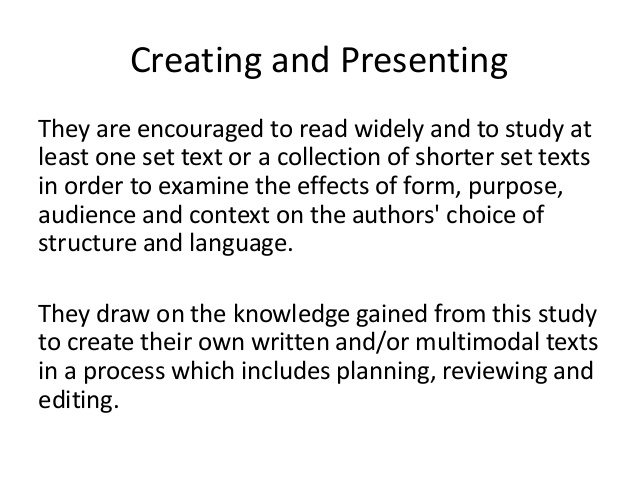 Creating and Presenting
They are encouraged to read widely and to study at
least one set text or a collection of shorter set texts
in order to examine the effects of form, purpose,
audience and context on the authors' choice of
structure and language.
They draw on the knowledge gained from this study
to create their own written and/or multimodal texts
in a process which includes planning, reviewing and
editing.